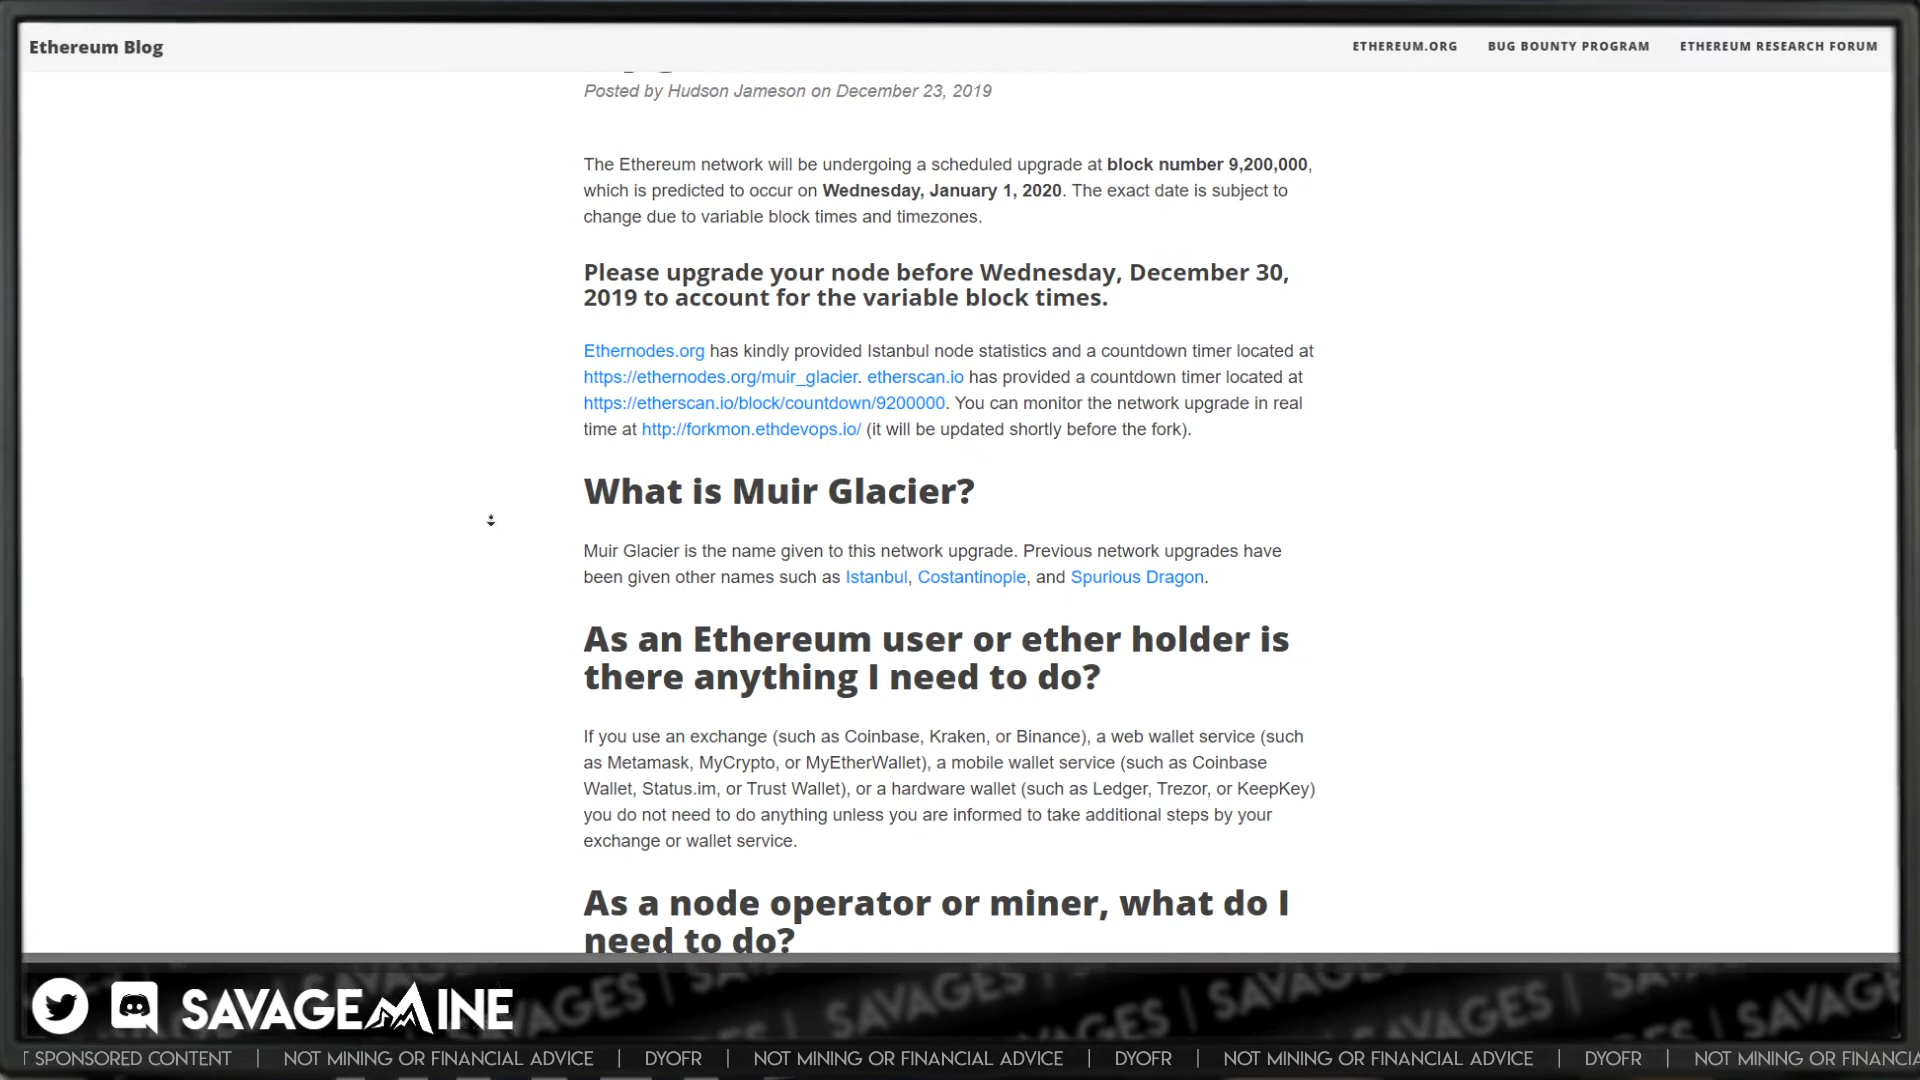 Ethereum Blog
ETHEREUM.ORG BUG BOUNTY PROGRAM ETHEREUM RESEARCH FORUM
Posted by Hudson Jameson on December 23, 2019
The Ethereum network will be undergoing a scheduled upgrade at block number 9,200,000,
which is predicted to occur on Wednesday, January 1, 2020. The exact date is subject to
change due to variable block times and timezones.
Please upgrade your node before Wednesday, December 30,
2019 to account for the variable block times.
Ethernodes.org has kindly provided Istanbul node statistics and a countdown timer located at
https://ethernodes.org/muir_glacier. etherscan.io has provided a countdown timer located at
https://etherscan.io/block/countdown/9200000. You can monitor the network upgrade in real
time at http://forkmon.ethdevops.io/ (it will be updated shortly before the fork).
What is Muir Glacier?
Muir Glacier is the name given to this network upgrade. Previous network upgrades have
been given other names such as Istanbul, Costantinople, and Spurious Dragon.
As an Ethereum user or ether holder is
there anything I need to do?
If you use an exchange (such as Coinbase, Kraken, or Binance), a web wallet service (such
as Metamask, MyCrypto, or MyEtherWallet), a mobile wallet service (such as Coinbase
Wallet, Status.im, or Trust Wallet), or a hardware wallet (such as Ledger, Trezor, or KeepKey)
you do not need to do anything unless you are informed to take additional steps by your
exchange or wallet service.
As a node operator or miner, what do I
need to do?
SAVAGEMINE
SAVAGES | SAVAGES | SAVAGES |
SPONSORED CONTENT | NOT MINING OR FINANCIAL ADVICE | DYOFR | NOT MINING OR FINANCIAL ADVICE | DYOFR | NOT MINING OR FINANCIAL ADVICE | DYOFR | NOT MINING OR FINANCIA